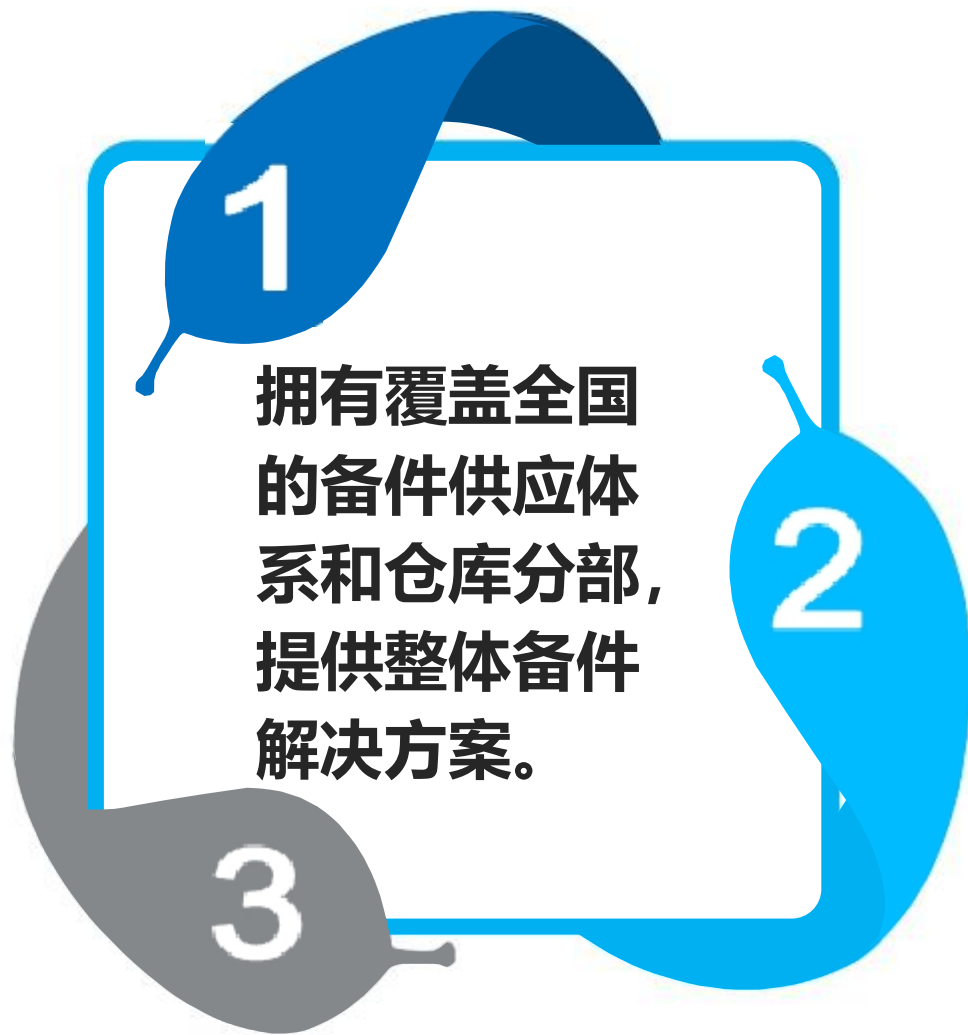 1
拥有覆盖全国
的备件供应体
系和仓库分部，
提供整体备件
解决方案。
2
3